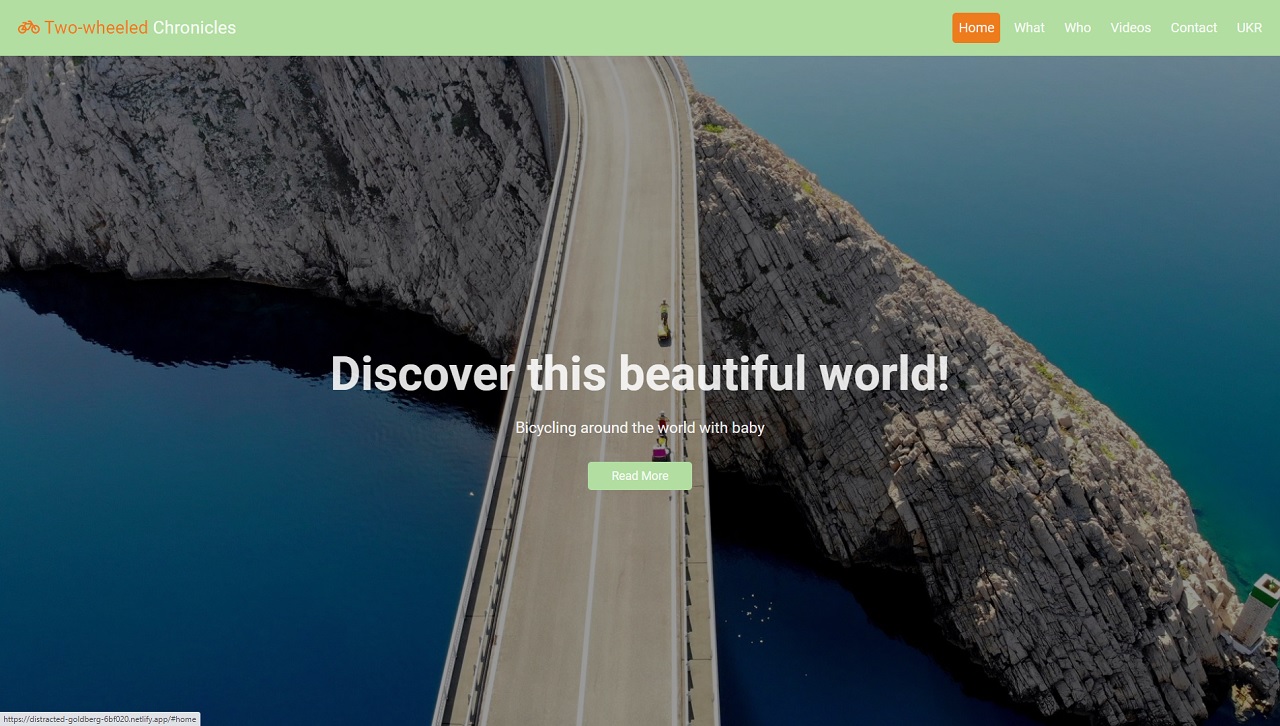 Two-wheeled Chronicles
Home What Who Videos Contact UKR
Discover this beautiful world!
Bicycling around the world with baby
Read More
https://distracted-goldberg-6bf020.netlify.app/#home